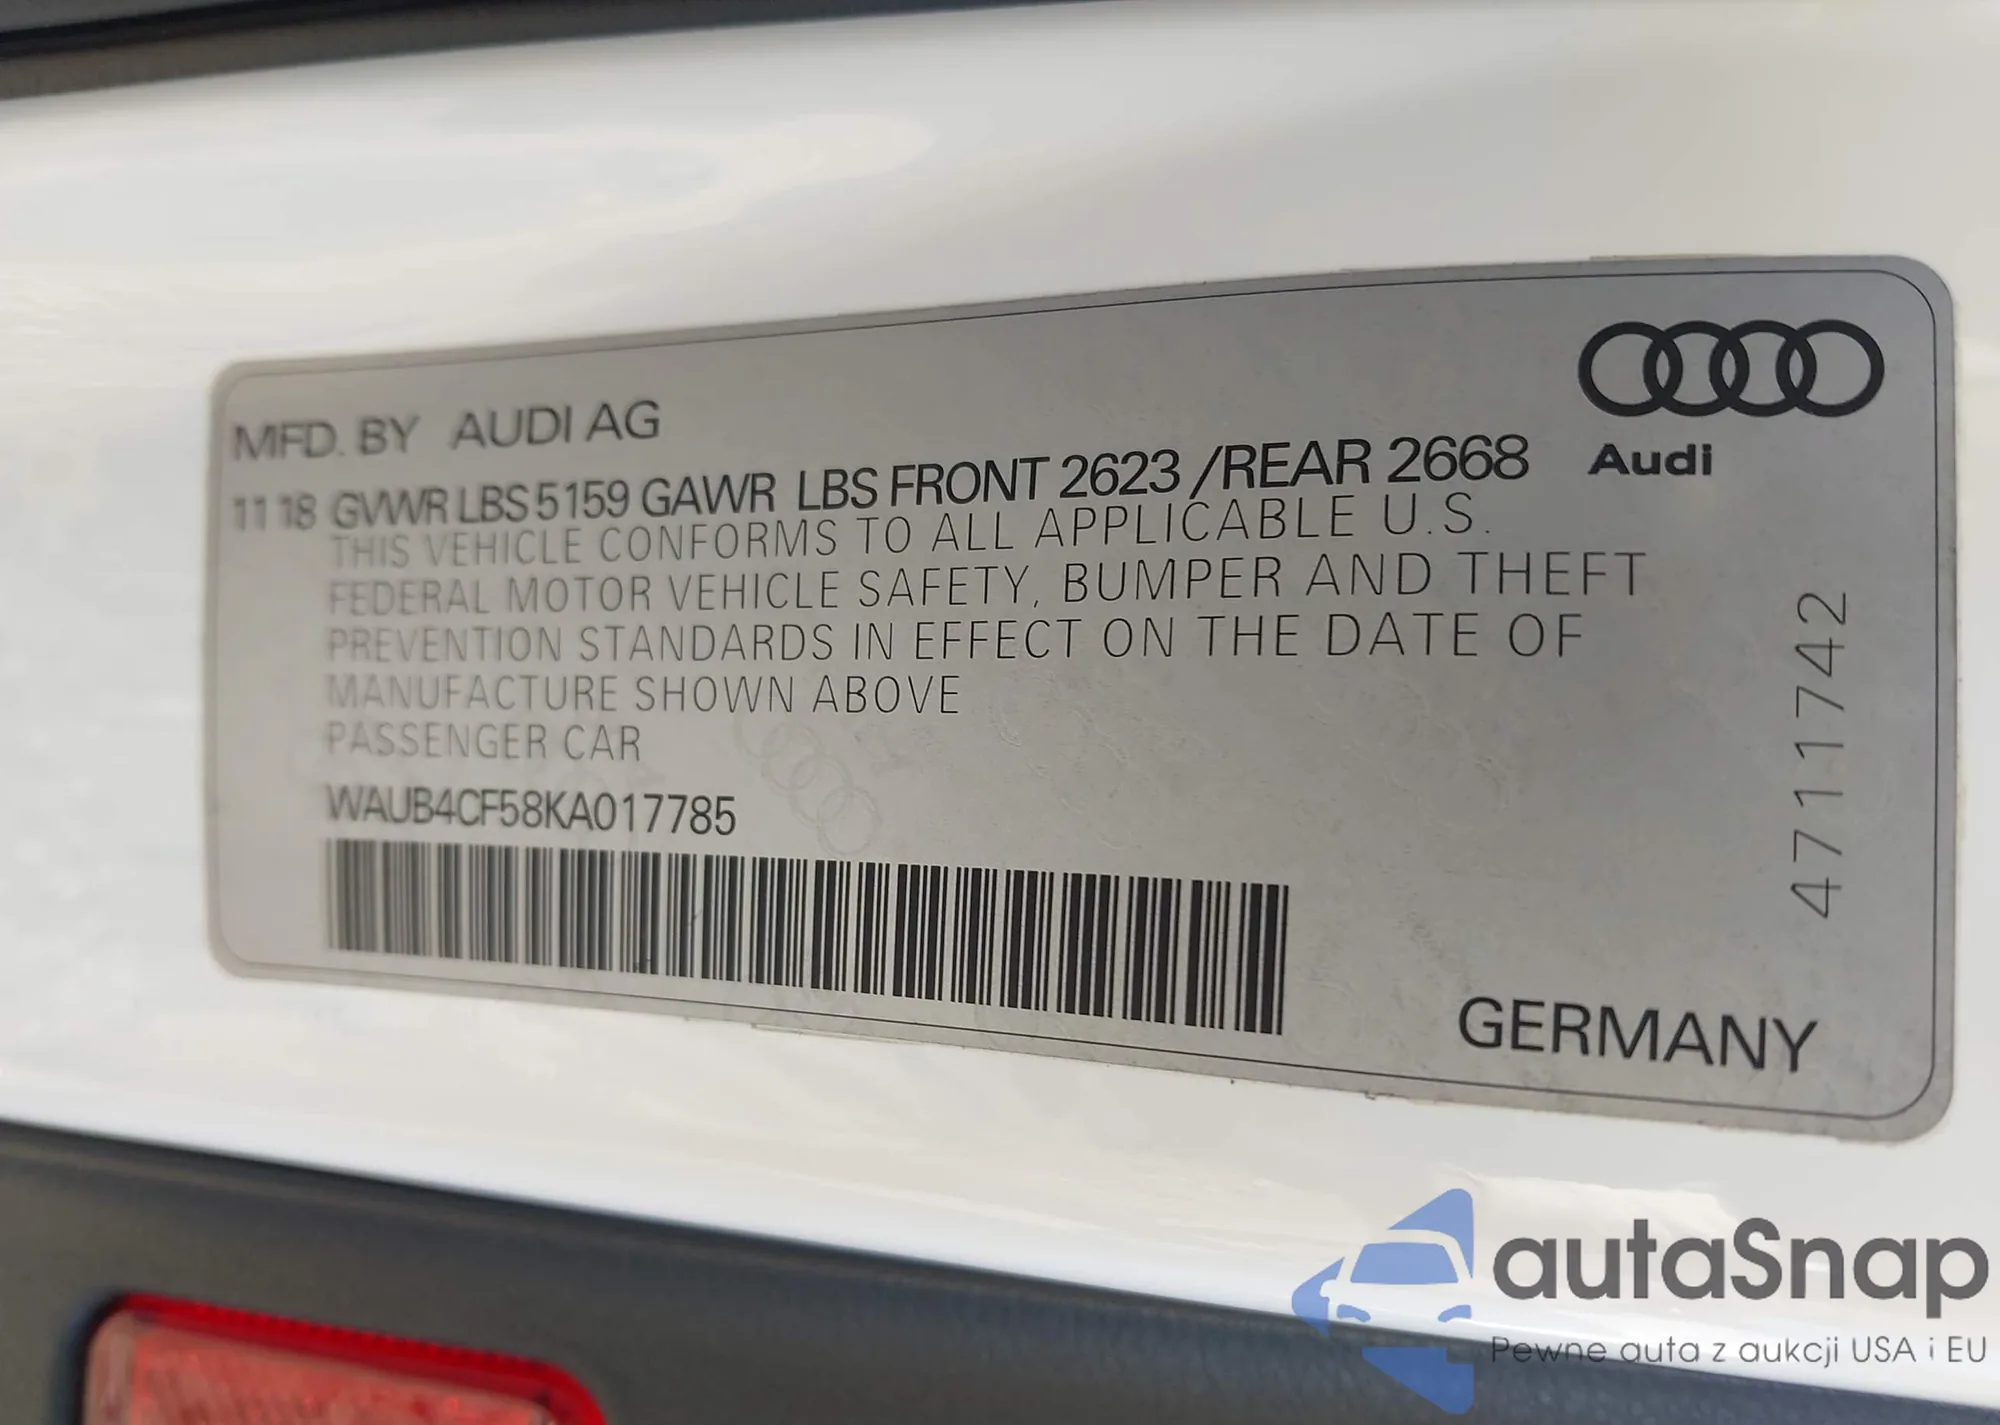 MFD. BY AUDI AG
11 18 GVWR LBS 5159 GAWR LBS FRONT 2623 /REAR 2668
Audi
THIS VEHICLE CONFORMS TO ALL APPLICABLE U.S.
FEDERAL MOTOR VEHICLE SAFETY, BUMPER AND THEFT
PREVENTION STANDARDS IN EFFECT ON THE DATE OF
MANUFACTURE SHOWN ABOVE
PASSENGER CAR
WAUB4CF58KA017785
4711742
GERMANY
autaSnap
Pewne auta z aukcji USA i EU